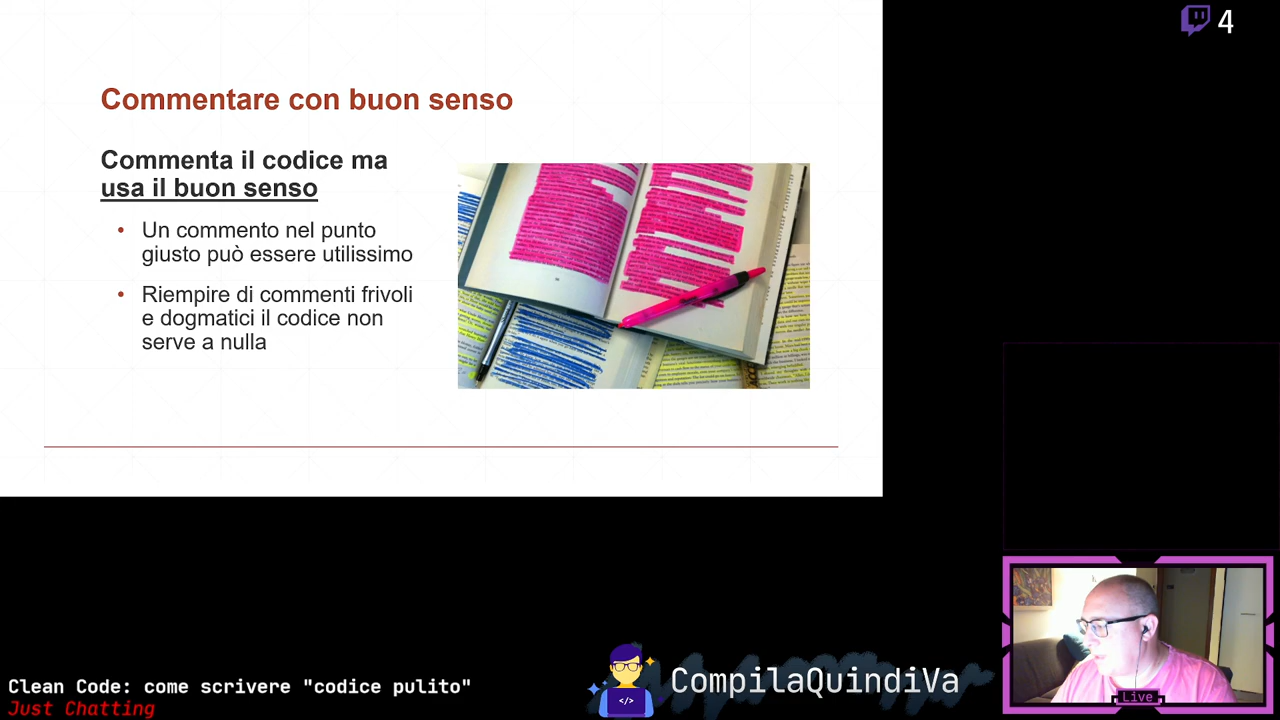 4
Commentare con buon senso
Commenta il codice ma
usa il buon senso
• Un commento nel punto
giusto può essere utilissimo
• Riempire di commenti frivoli
e dogmatici il codice non
serve a nulla
</>
CompilaQuindiVa
Live
Clean Code: come scrivere "codice pulito"
Just Chatting